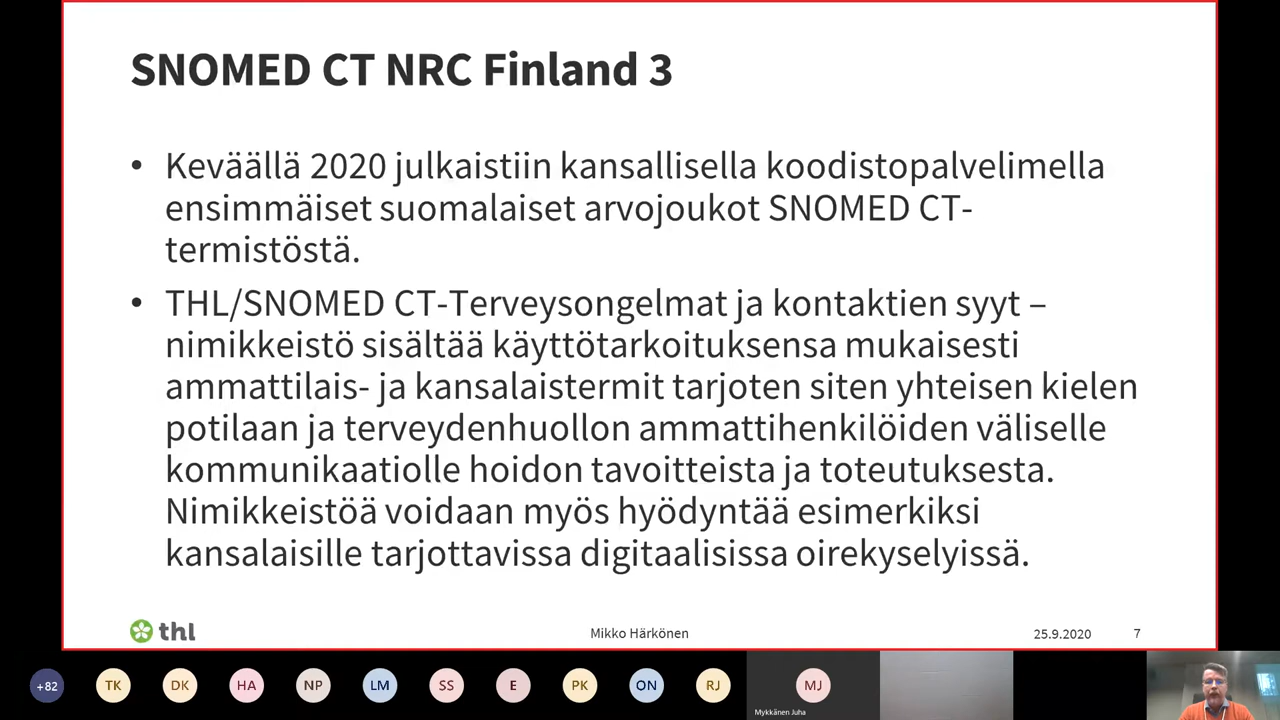 SNOMED CT NRC Finland 3
• Keväällä 2020 julkaistiin kansallisella koodistopalvelimella
ensimmäiset suomalaiset arvojoukot SNOMED CT-
termistöstä.
• THL/SNOMED CT-Terveysongelmat ja kontaktien syyt –
nimikkeistö sisältää käyttötarkoituksensa mukaisesti
ammattilais- ja kansalaistermit tarjoten siten yhteisen kielen
potilaan ja terveydenhuollon ammattihenkilöiden väliselle
kommunikaatiolle hoidon tavoitteista ja toteutuksesta.
Nimikkeistöä voidaan myös hyödyntää esimerkiksi
kansalaisille tarjottavissa digitaalisissa oirekyselyissä.
thl Mikko Härkönen 25.9.2020 7
+82 TK DK HA NP LM SS E PK ON RJ MJ
Mykkänen Juha